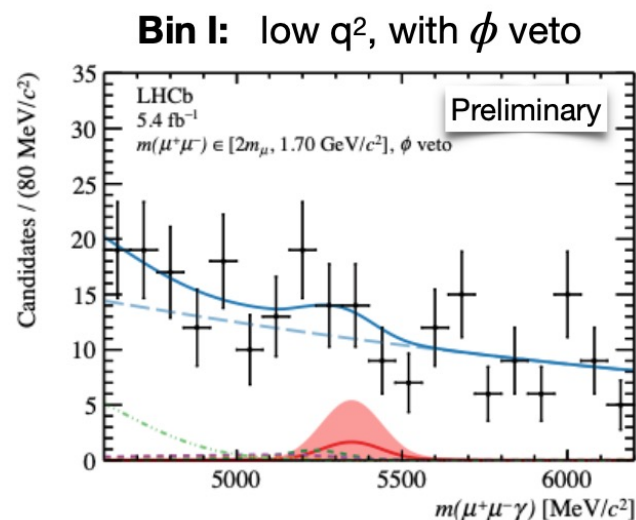 Bin I: low q², with ϕ veto
LHCb
5.4 fb⁻¹
m(μ⁺μ⁻) ∈ [2mμ, 1.70 GeV/c²], ϕ veto
Preliminary
Candidates / (80 MeV/c²)
35
30
25
20
15
10
5
0
5000 5500 6000
m(μ⁺μ⁻γ) [MeV/c²]